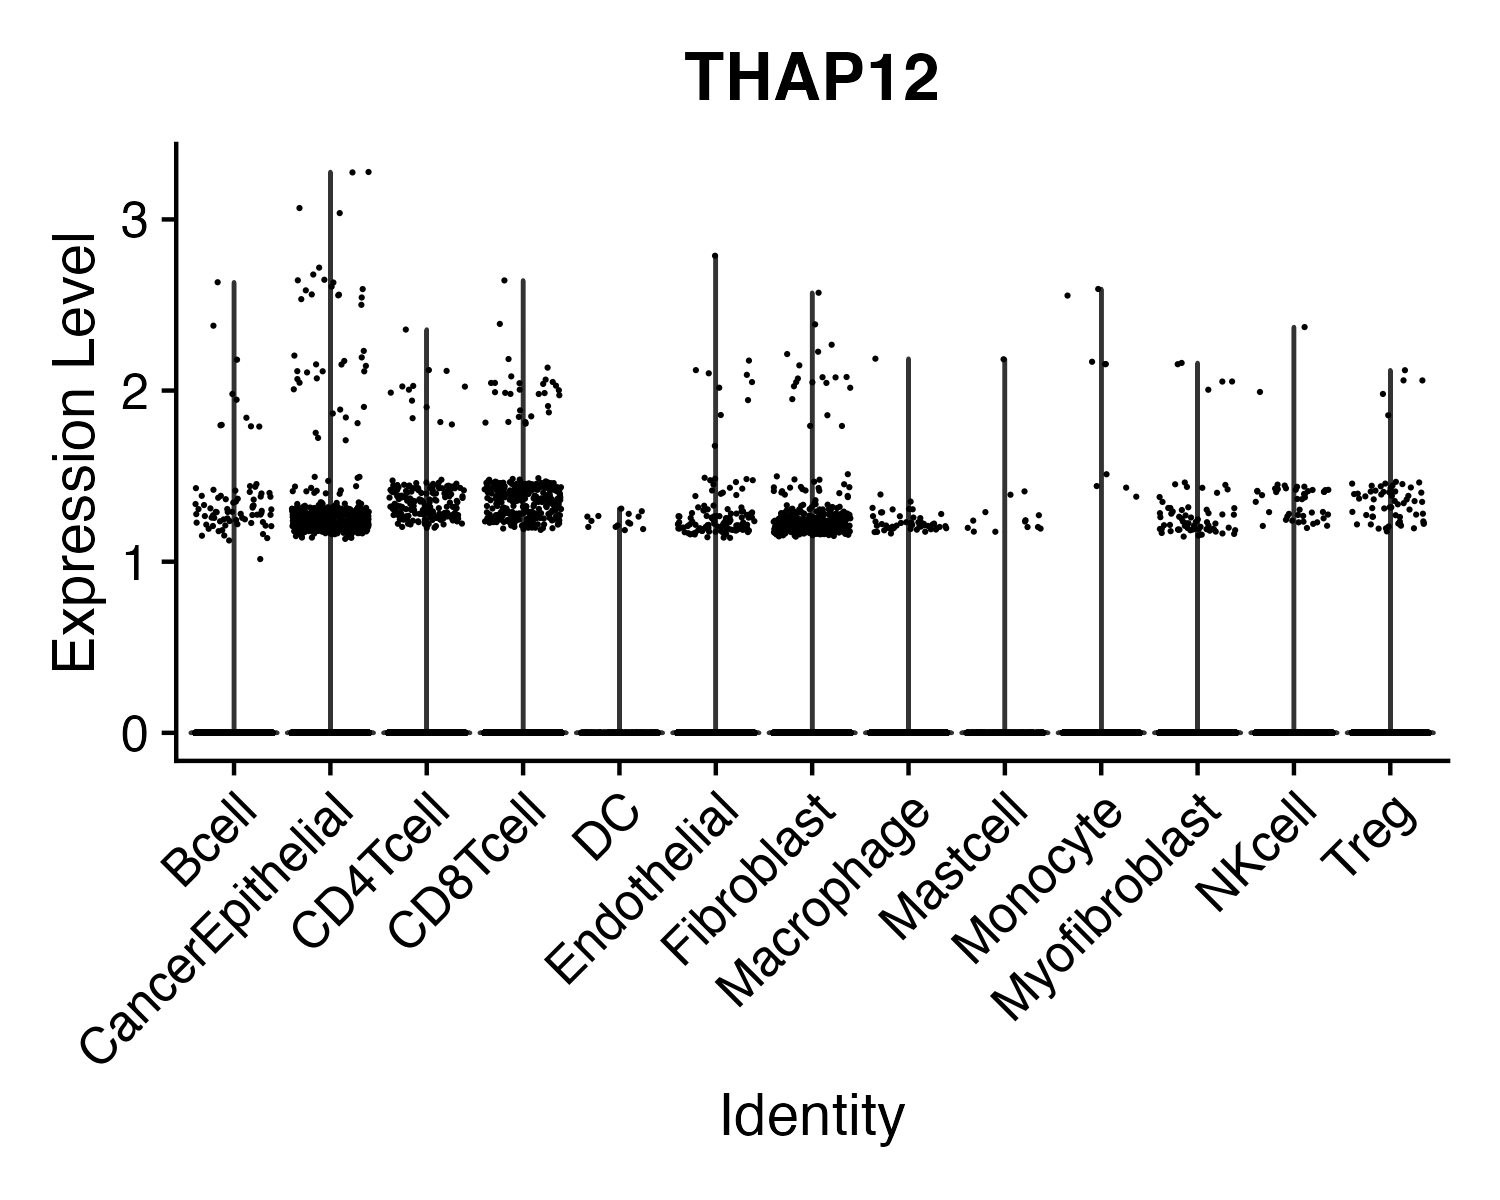 THAP12
Expression Level
3
2
1
0
Bcell
CancerEpithelial
CD4Tcell
CD8Tcell
DC
Endothelial
Fibroblast
Macrophage
Mastcell
Monocyte
Myofibroblast
NKcell
Treg
Identity